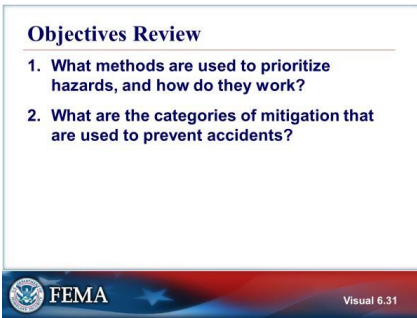 Objectives Review
1. What methods are used to prioritize
hazards, and how do they work?
2. What are the categories of mitigation that
are used to prevent accidents?
FEMA
Visual 6.31